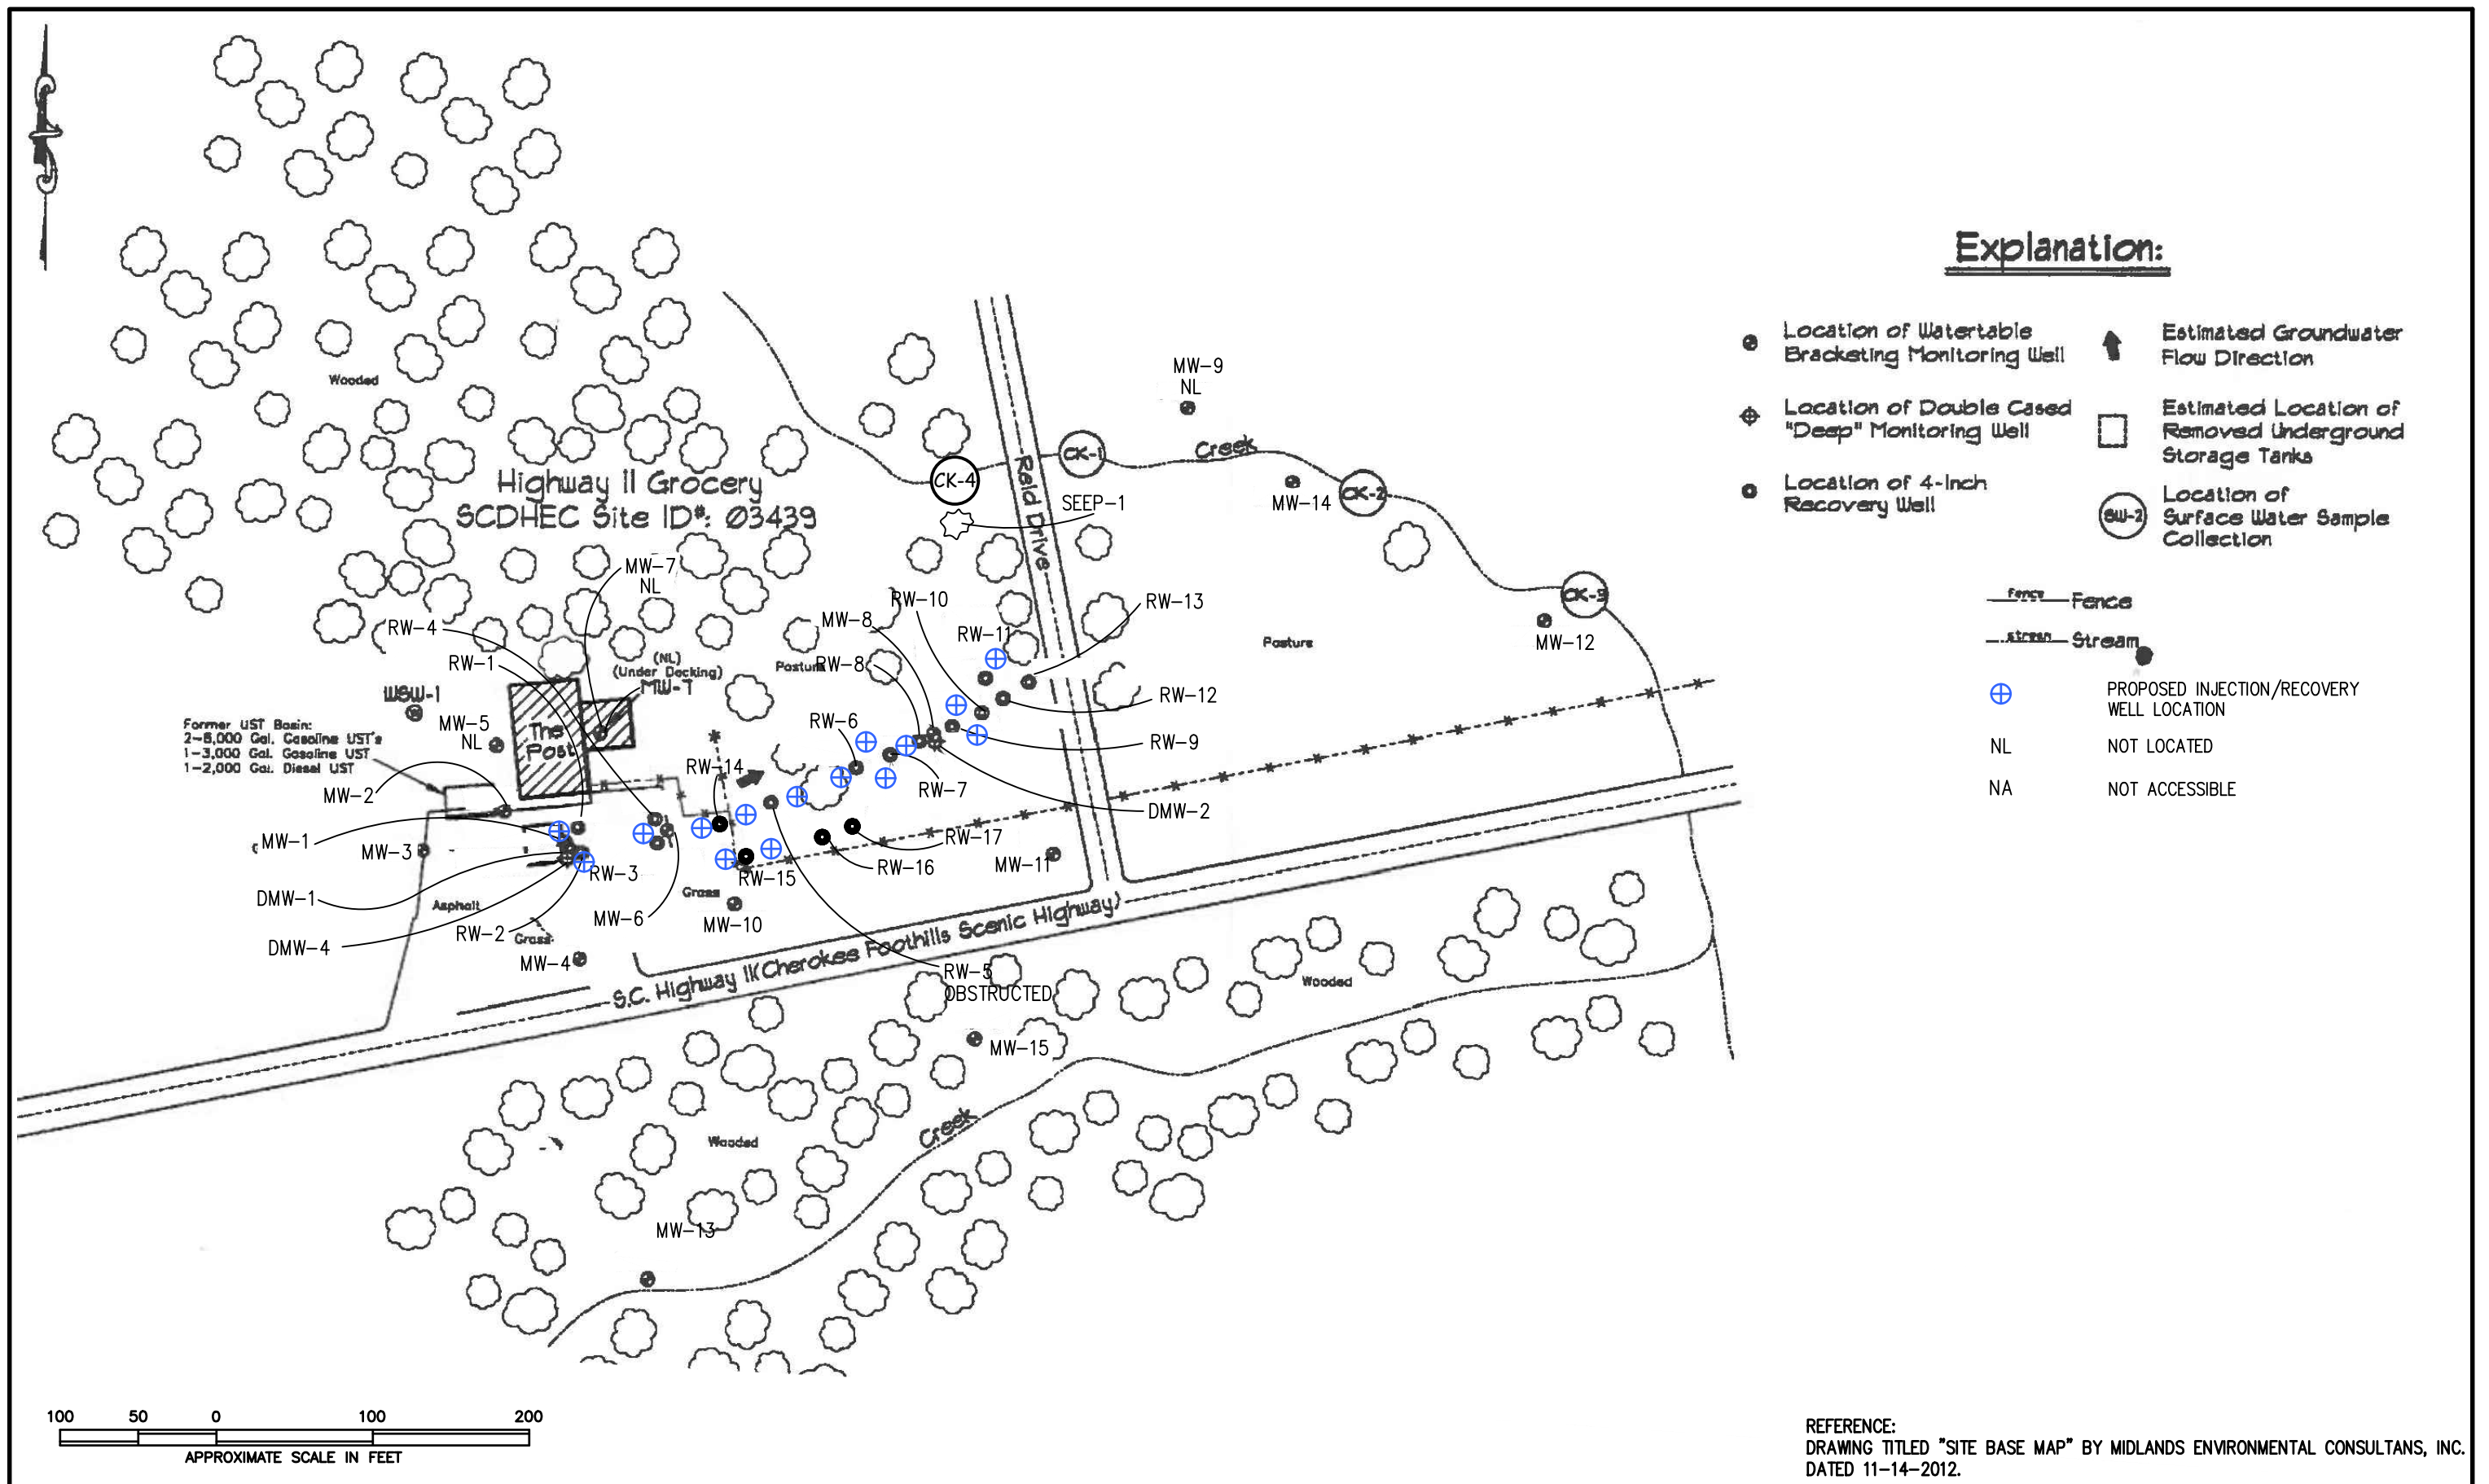 Explanation:
Location of Watertable
Bracketing Monitoring Well
Location of Double Cased
"Deep" Monitoring Well
Location of 4-Inch
Recovery Well
Estimated Groundwater
Flow Direction
Estimated Location of
Removed Underground
Storage Tanks
SW-2
Location of
Surface Water Sample
Collection
Fence
Fence
stream
Stream
PROPOSED INJECTION/RECOVERY
WELL LOCATION
NL
NOT LOCATED
NA
NOT ACCESSIBLE
Wooded
Highway 11 Grocery
SCDHEC Site ID#: 03439
MW-9
NL
Creek
CK-1
CK-4
CK-2
CK-3
SEEP-1
Reid Drive
MW-14
MW-12
Pasture
MW-7
NL
RW-4
RW-1
(NL)
(Under Decking)
MW-7
WSW-1
MW-5
NL
The
Post
Former UST Basin:
2-6,000 Gal. Gasoline UST's
1-3,000 Gal. Gasoline UST
1-2,000 Gal. Diesel UST
MW-2
MW-1
MW-3
DMW-1
DMW-4
Asphalt
RW-2
Grass
MW-4
RW-3
MW-6
Grass
MW-10
RW-14
RW-15
Pasture
MW-8
RW-8
RW-6
RW-10
RW-11
RW-13
RW-12
RW-9
RW-7
DMW-2
RW-17
RW-16
MW-11
RW-5
OBSTRUCTED
S.C. Highway 11(Cherokee Foothills Scenic Highway)
Wooded
MW-15
Creek
Wooded
MW-13
100 50 0 100 200
APPROXIMATE SCALE IN FEET
REFERENCE:
DRAWING TITLED "SITE BASE MAP" BY MIDLANDS ENVIRONMENTAL CONSULTANS, INC.
DATED 11-14-2012.